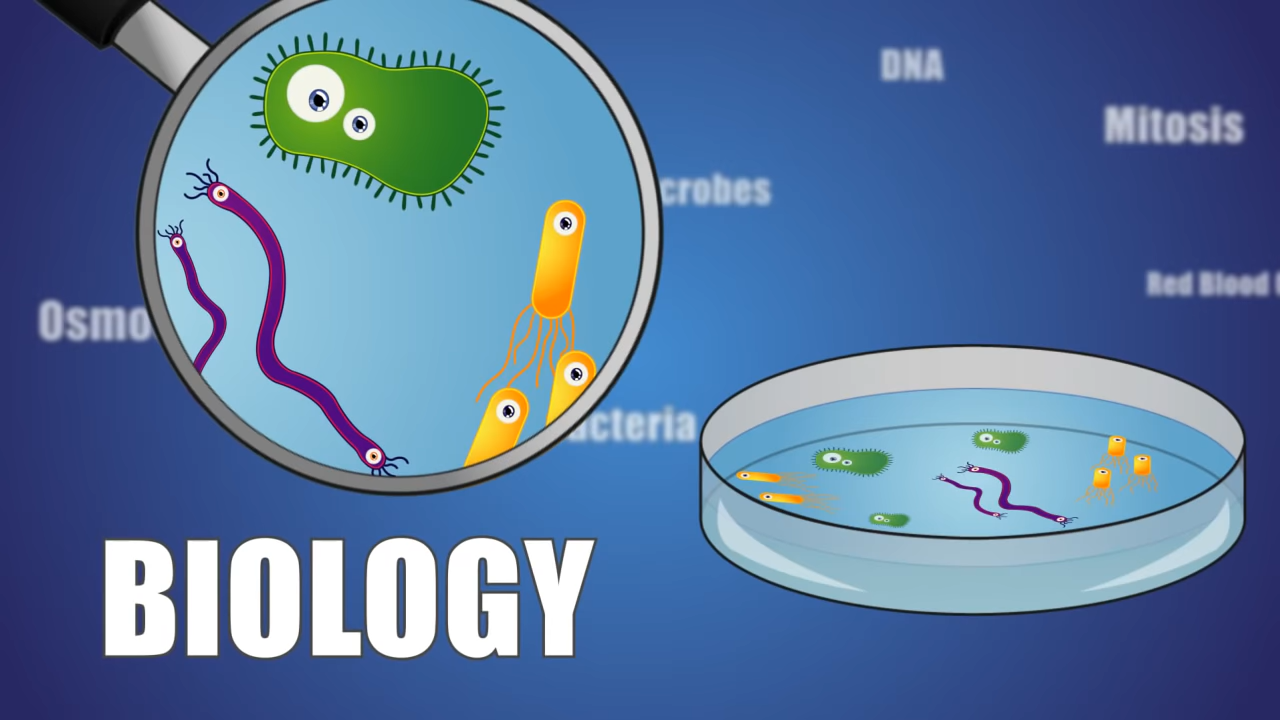 DNA
Mitosis
crobes
Red Blood
Osmo
acteria
BIOLOGY